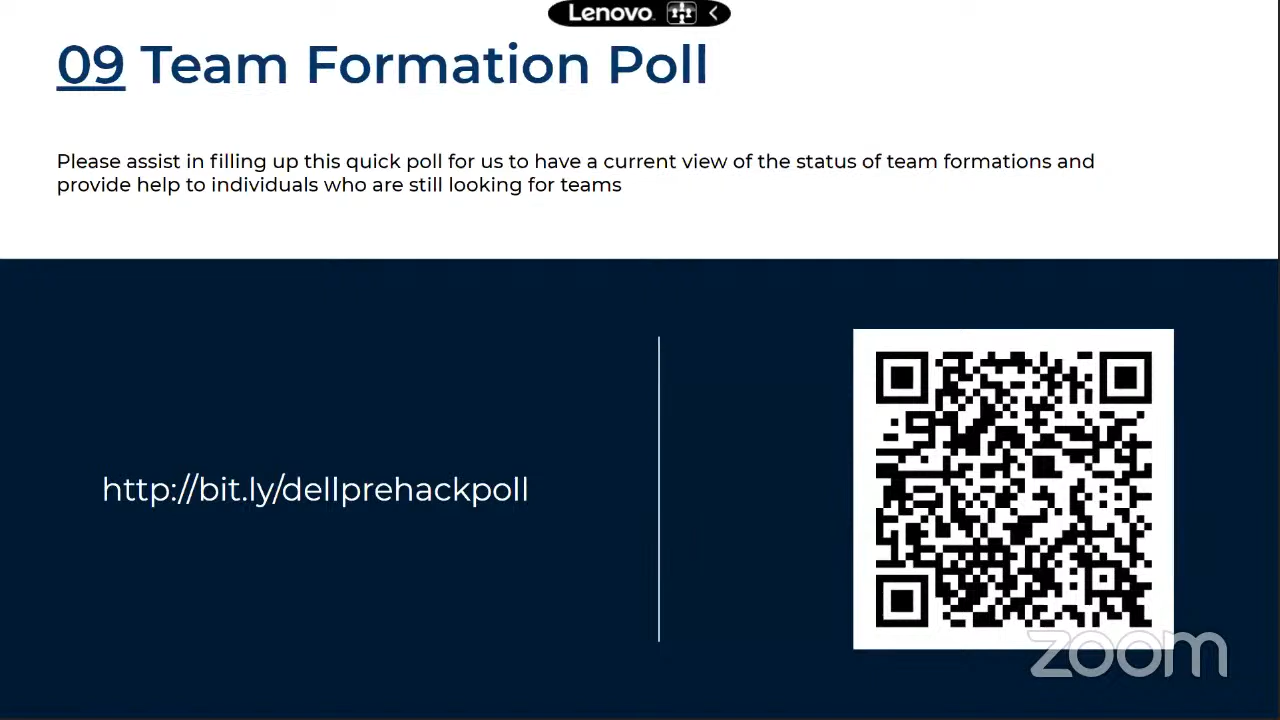 Lenovo
09 Team Formation Poll
Please assist in filling up this quick poll for us to have a current view of the status of team formations and
provide help to individuals who are still looking for teams
http://bit.ly/dellprehackpoll
zoom